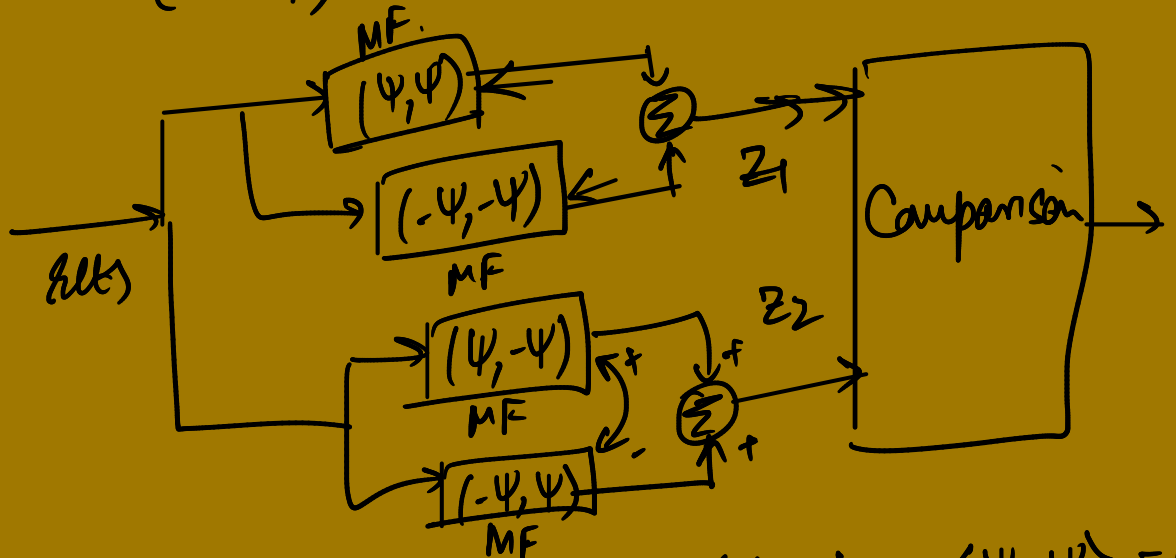 MF.
(Ψ, Ψ)
Σ
Z1
(-Ψ, -Ψ)
MF
r(t)
Comparison
Z2
(Ψ, -Ψ)
+
+
MF
Σ
-
+
(-Ψ, Ψ)
MF